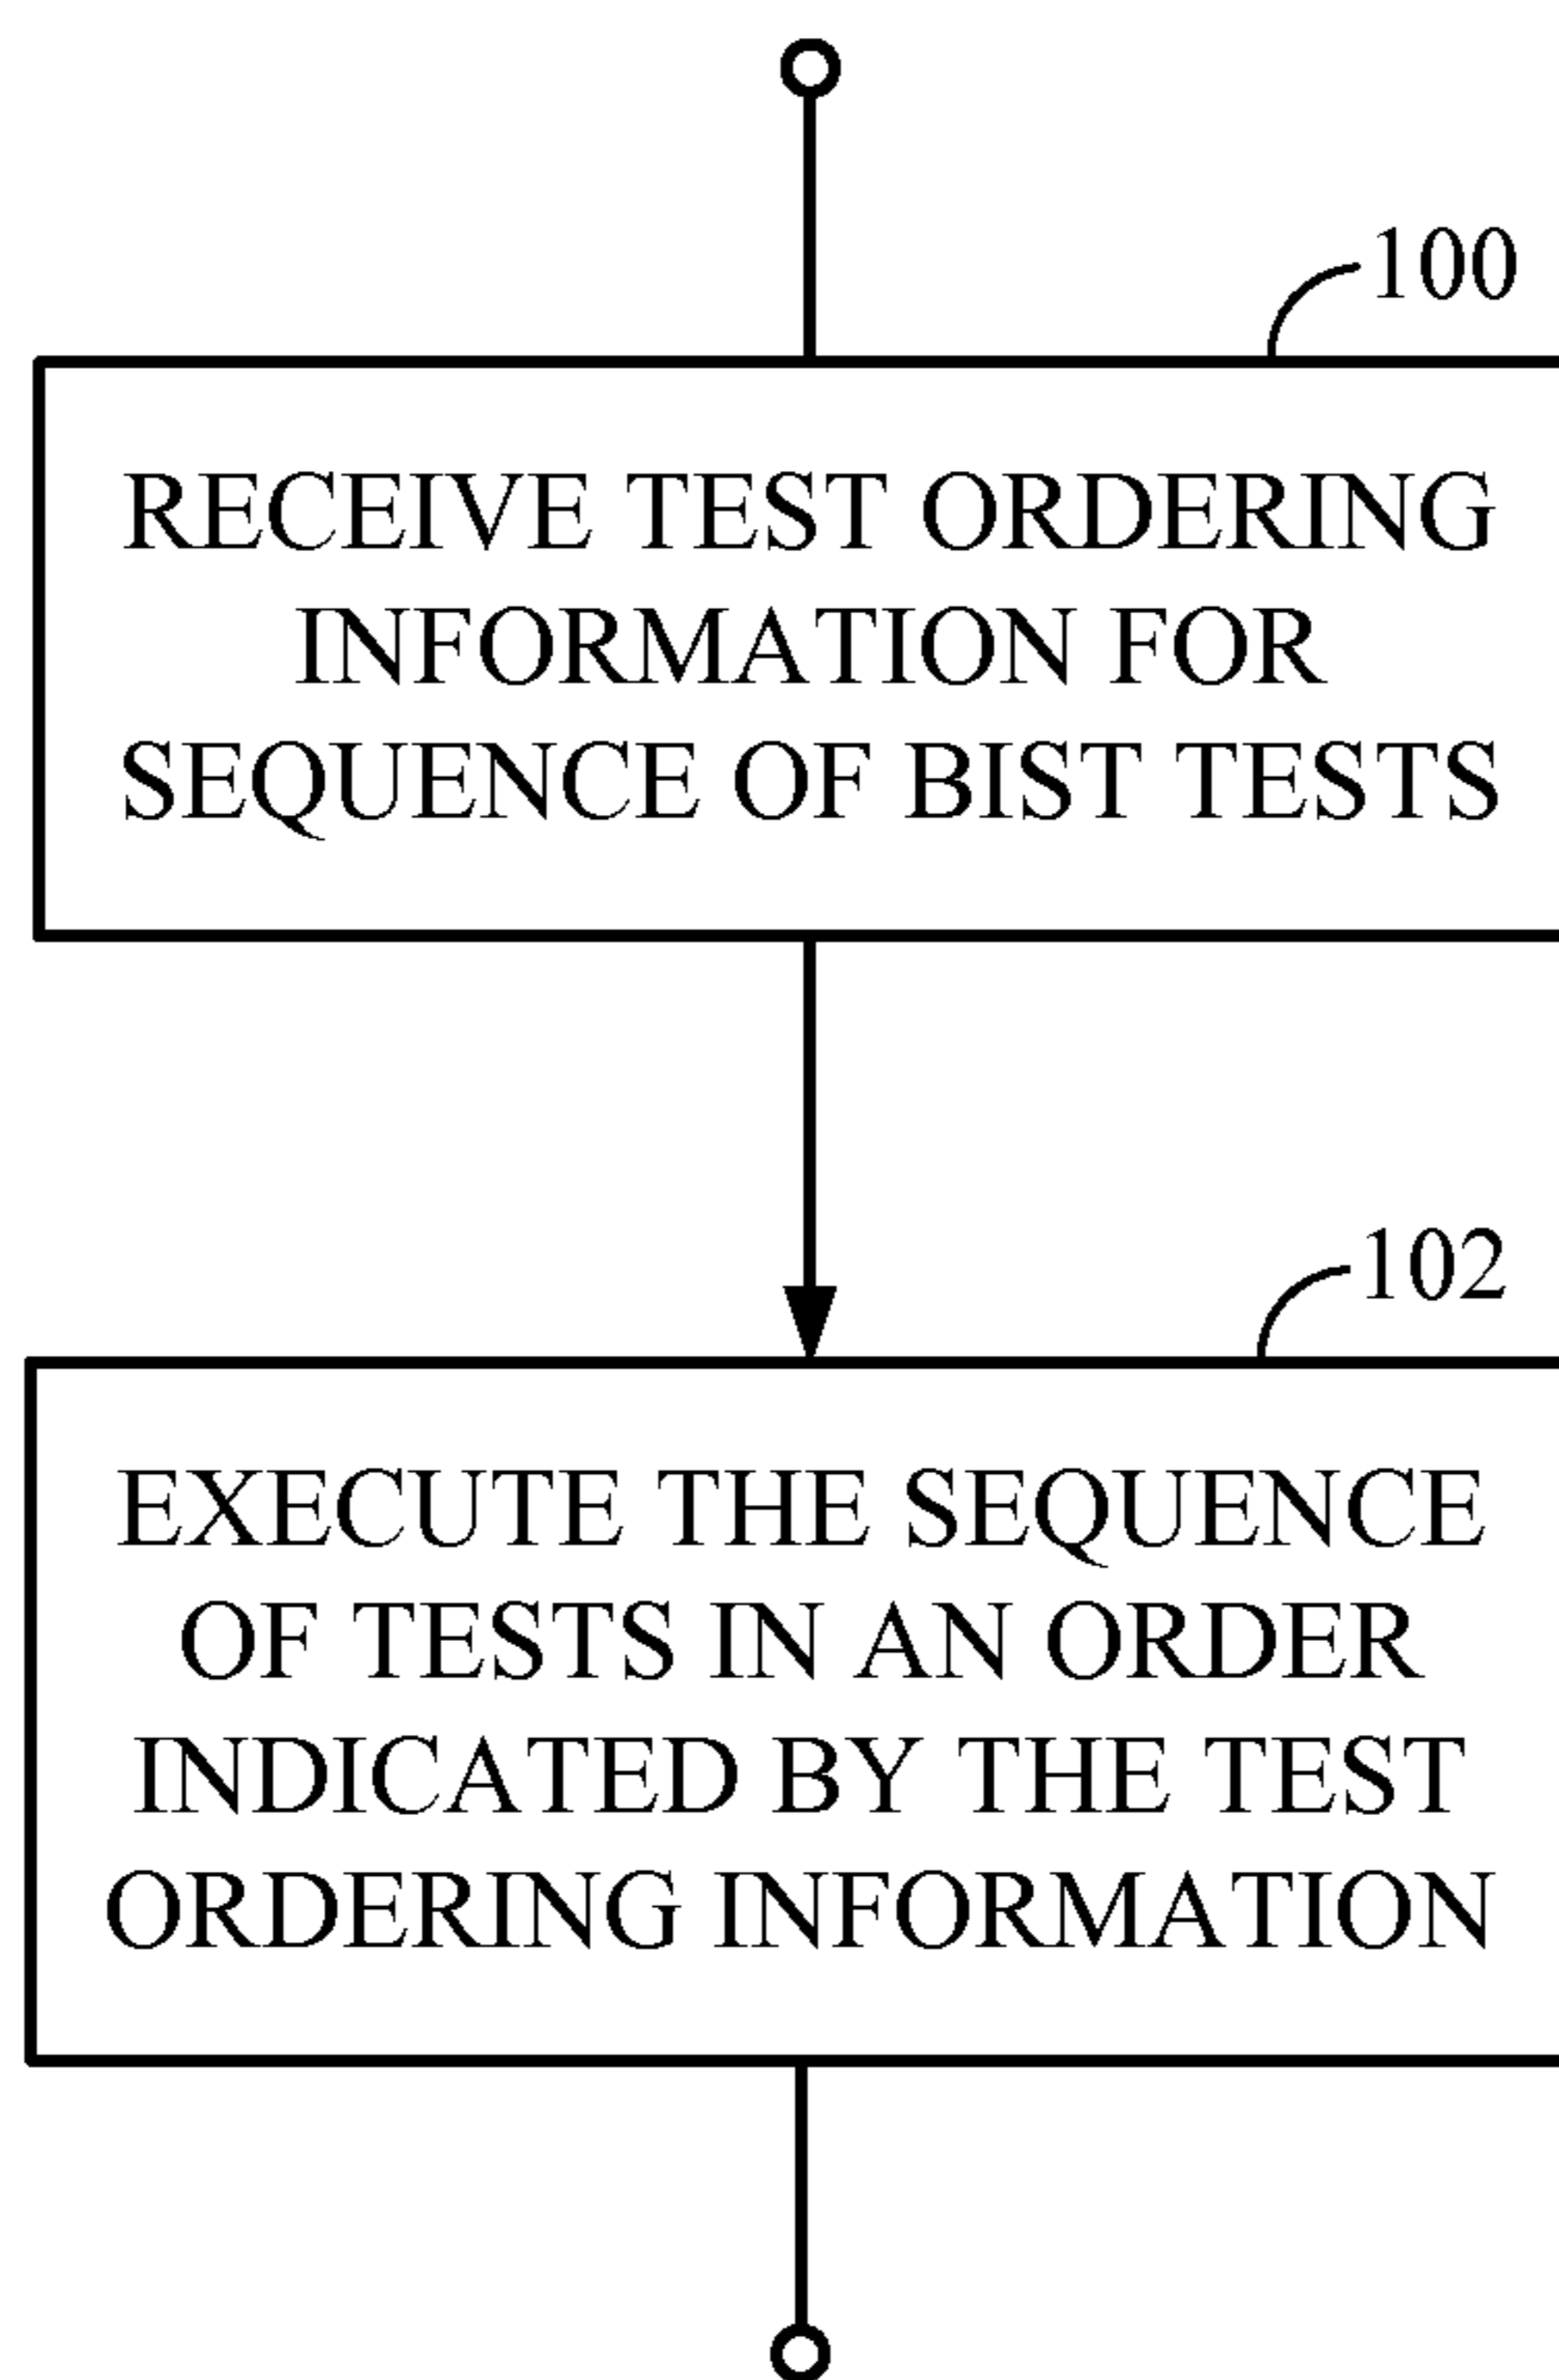 100
RECEIVE TEST ORDERING
INFORMATION FOR
SEQUENCE OF BIST TESTS
102
EXECUTE THE SEQUENCE
OF TESTS IN AN ORDER
INDICATED BY THE TEST
ORDERING INFORMATION